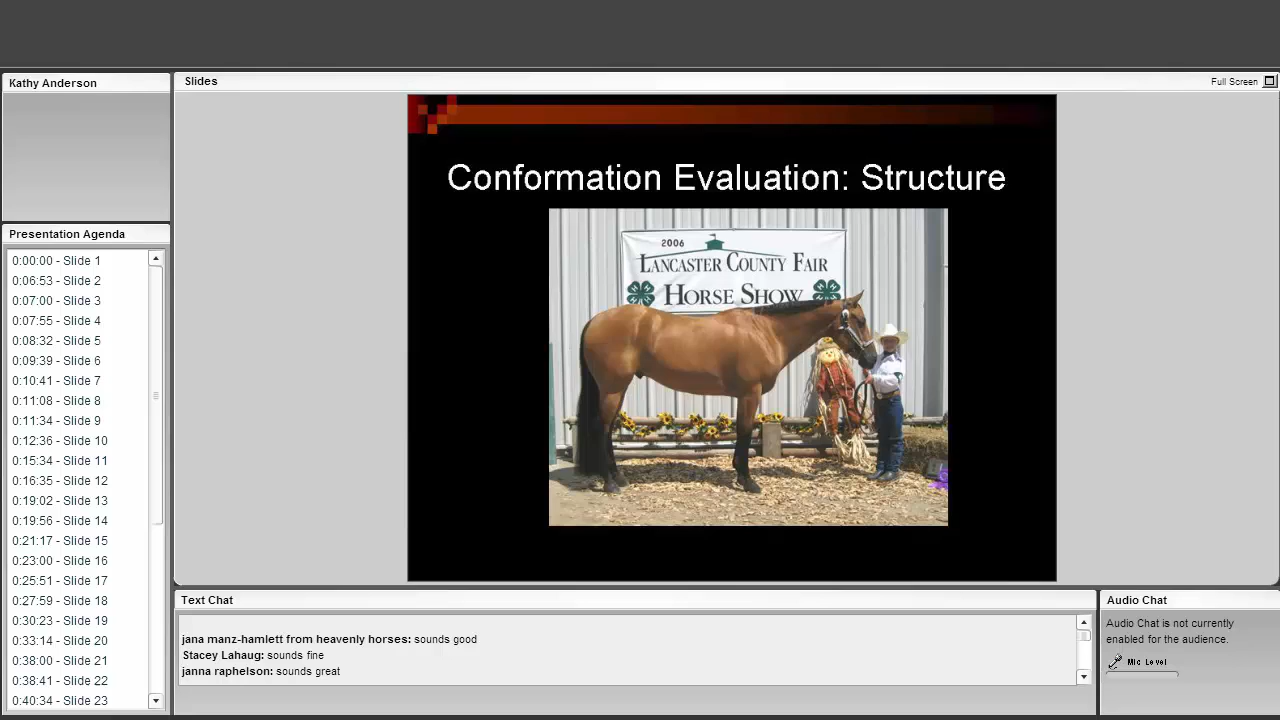 Kathy Anderson
Slides
Full Screen
Conformation Evaluation: Structure
2006
LANCASTER COUNTY FAIR
HORSE SHOW
Presentation Agenda
0:00:00 - Slide 1
0:06:53 - Slide 2
0:07:00 - Slide 3
0:07:55 - Slide 4
0:08:32 - Slide 5
0:09:39 - Slide 6
0:10:41 - Slide 7
0:11:08 - Slide 8
0:11:34 - Slide 9
0:12:36 - Slide 10
0:15:34 - Slide 11
0:16:35 - Slide 12
0:19:02 - Slide 13
0:19:56 - Slide 14
0:21:17 - Slide 15
0:23:00 - Slide 16
0:25:51 - Slide 17
0:27:59 - Slide 18
0:30:23 - Slide 19
0:33:14 - Slide 20
0:38:00 - Slide 21
0:38:41 - Slide 22
0:40:34 - Slide 23
Text Chat
jana manz-hamlett from heavenly horses: sounds good
Stacey Lahaug: sounds fine
janna raphelson: sounds great
Audio Chat
Audio Chat is not currently
enabled for the audience.
Mic Level